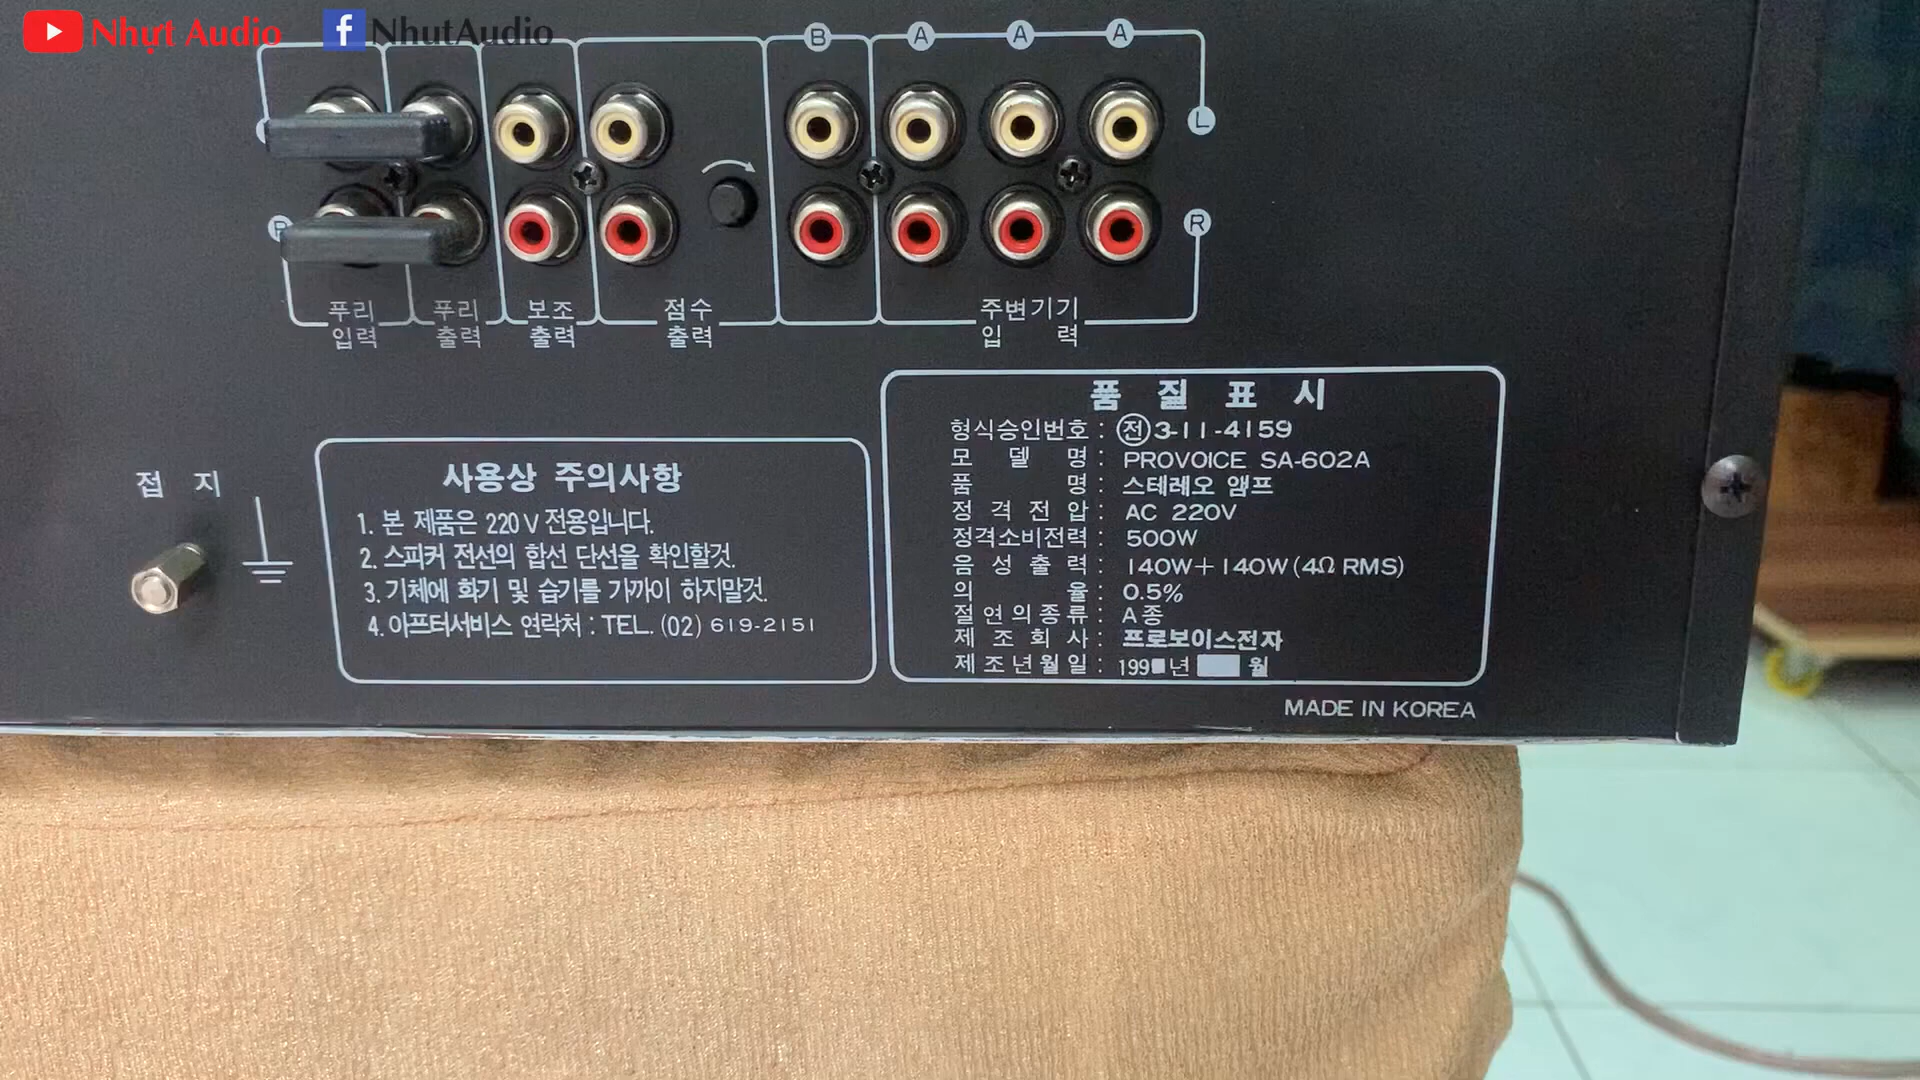 Nhựt Audio
NhutAudio
B A A A
L
R
R
푸리 입력
푸리 출력
보조 출력
점수 출력
주변기기 입 력
접 지
사용상 주의사항
1. 본 제품은 220V 전용입니다.
2. 스피커 전선의 합선 단선을 확인할것.
3. 기체에 화기 및 습기를 가까이 하지말것.
4. 아프터서비스 연락처 : TEL. (02) 619-2151
품 질 표 시
형식승인번호 : 전 3-11-4159
모 델 명 : PROVOICE SA-602A
품 명 : 스테레오 앰프
정 격 전 압 : AC 220V
정격소비전력 : 500W
음 성 출 력 : 140W+140W (4Ω RMS)
의 율 : 0.5%
절연의종류 : A종
제 조 회 사 : 프로보이스전자
제조년월일 : 199 년 월
MADE IN KOREA